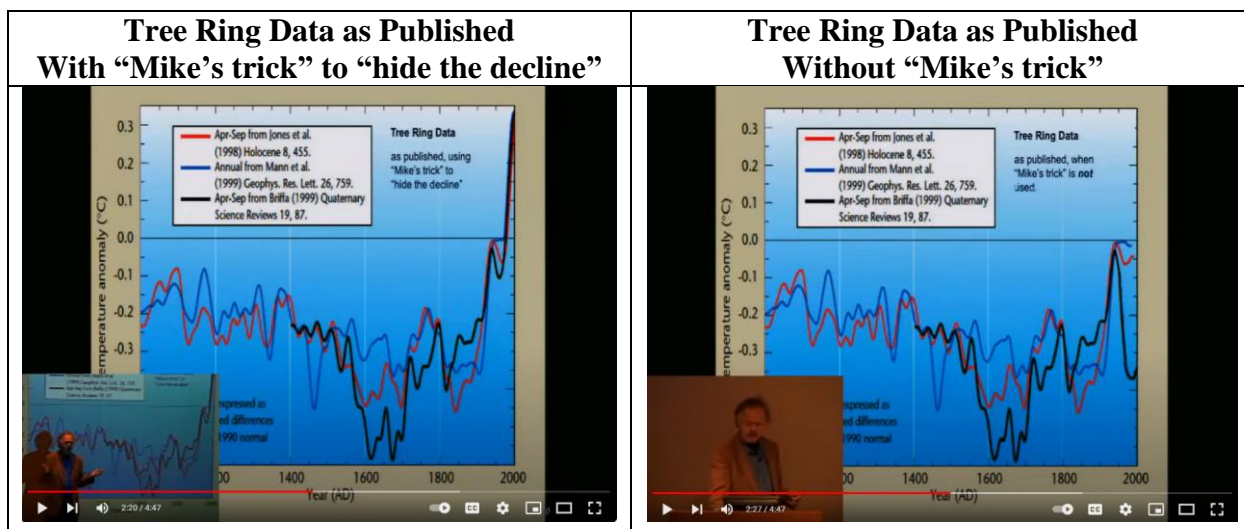 Tree Ring Data as Published
With “Mike’s trick” to “hide the decline”
Apr-Sep from Jones et al.
(1998) Holocene 8, 455.
Annual from Mann et al.
(1999) Geophys. Res. Lett. 26, 759.
Apr-Sep from Briffa (1999) Quaternary
Science Reviews 19, 87.
Tree Ring Data
as published, using
"Mike's trick" to
"hide the decline"
emperature anomaly (°C)
0.3
0.2
0.1
0.0
-0.1
-0.2
-0.3
expressed as
ed differences
1990 normal
200
1400
1600
1800
2000
Year (AD)
2:20 / 4:47
CC
Tree Ring Data as Published
Without “Mike’s trick”
Apr-Sep from Jones et al.
(1998) Holocene 8, 455.
Annual from Mann et al.
(1999) Geophys. Res. Lett. 26, 759.
Apr-Sep from Briffa (1999) Quaternary
Science Reviews 19, 87.
Tree Ring Data
as published, when
"Mike's trick" is not
used.
emperature anomaly (°C)
0.3
0.2
0.1
0.0
-0.1
-0.2
-0.3
expressed as
ed differences
1990 normal
200
1400
1600
1800
2000
Year (AD)
2:27 / 4:47
CC